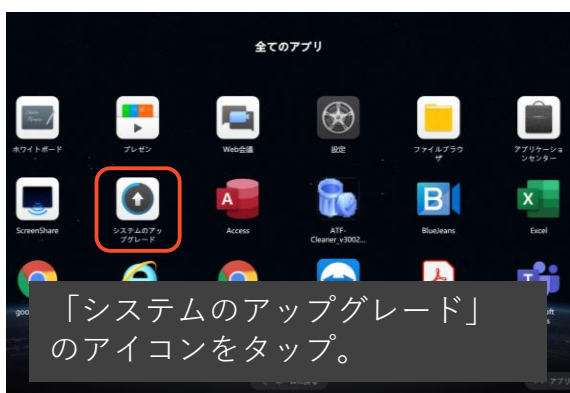 全てのアプリ
ホワイトボード
プレゼン
Web会議
設定
ファイルブラウ
ザ
アプリケーショ
ンセンター
ScreenShare
システムのアッ
プグレード
Access
ATF-
Cleaner_v3002...
BlueJeans
Excel
goo
「システムのアップグレード」
のアイコンをタップ。